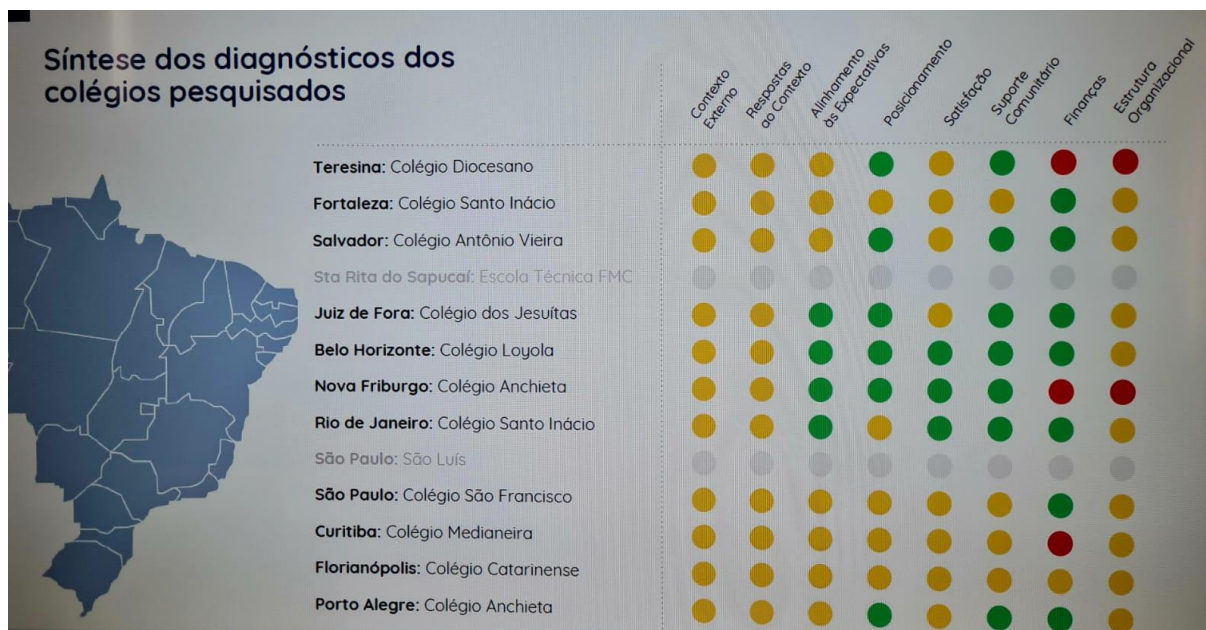 Síntese dos diagnósticos dos
colégios pesquisados
Contexto
Externo
Respostas
ao Contexto
Alinhamento
às Expectativas
Posicionamento
Satisfação
Suporte
Comunitário
Finanças
Estrutura
Organizacional
Teresina: Colégio Diocesano
Fortaleza: Colégio Santo Inácio
Salvador: Colégio Antônio Vieira
Sta Rita do Sapucaí: Escola Técnica FMC
Juiz de Fora: Colégio dos Jesuítas
Belo Horizonte: Colégio Loyola
Nova Friburgo: Colégio Anchieta
Rio de Janeiro: Colégio Santo Inácio
São Paulo: São Luís
São Paulo: Colégio São Francisco
Curitiba: Colégio Medianeira
Florianópolis: Colégio Catarinense
Porto Alegre: Colégio Anchieta